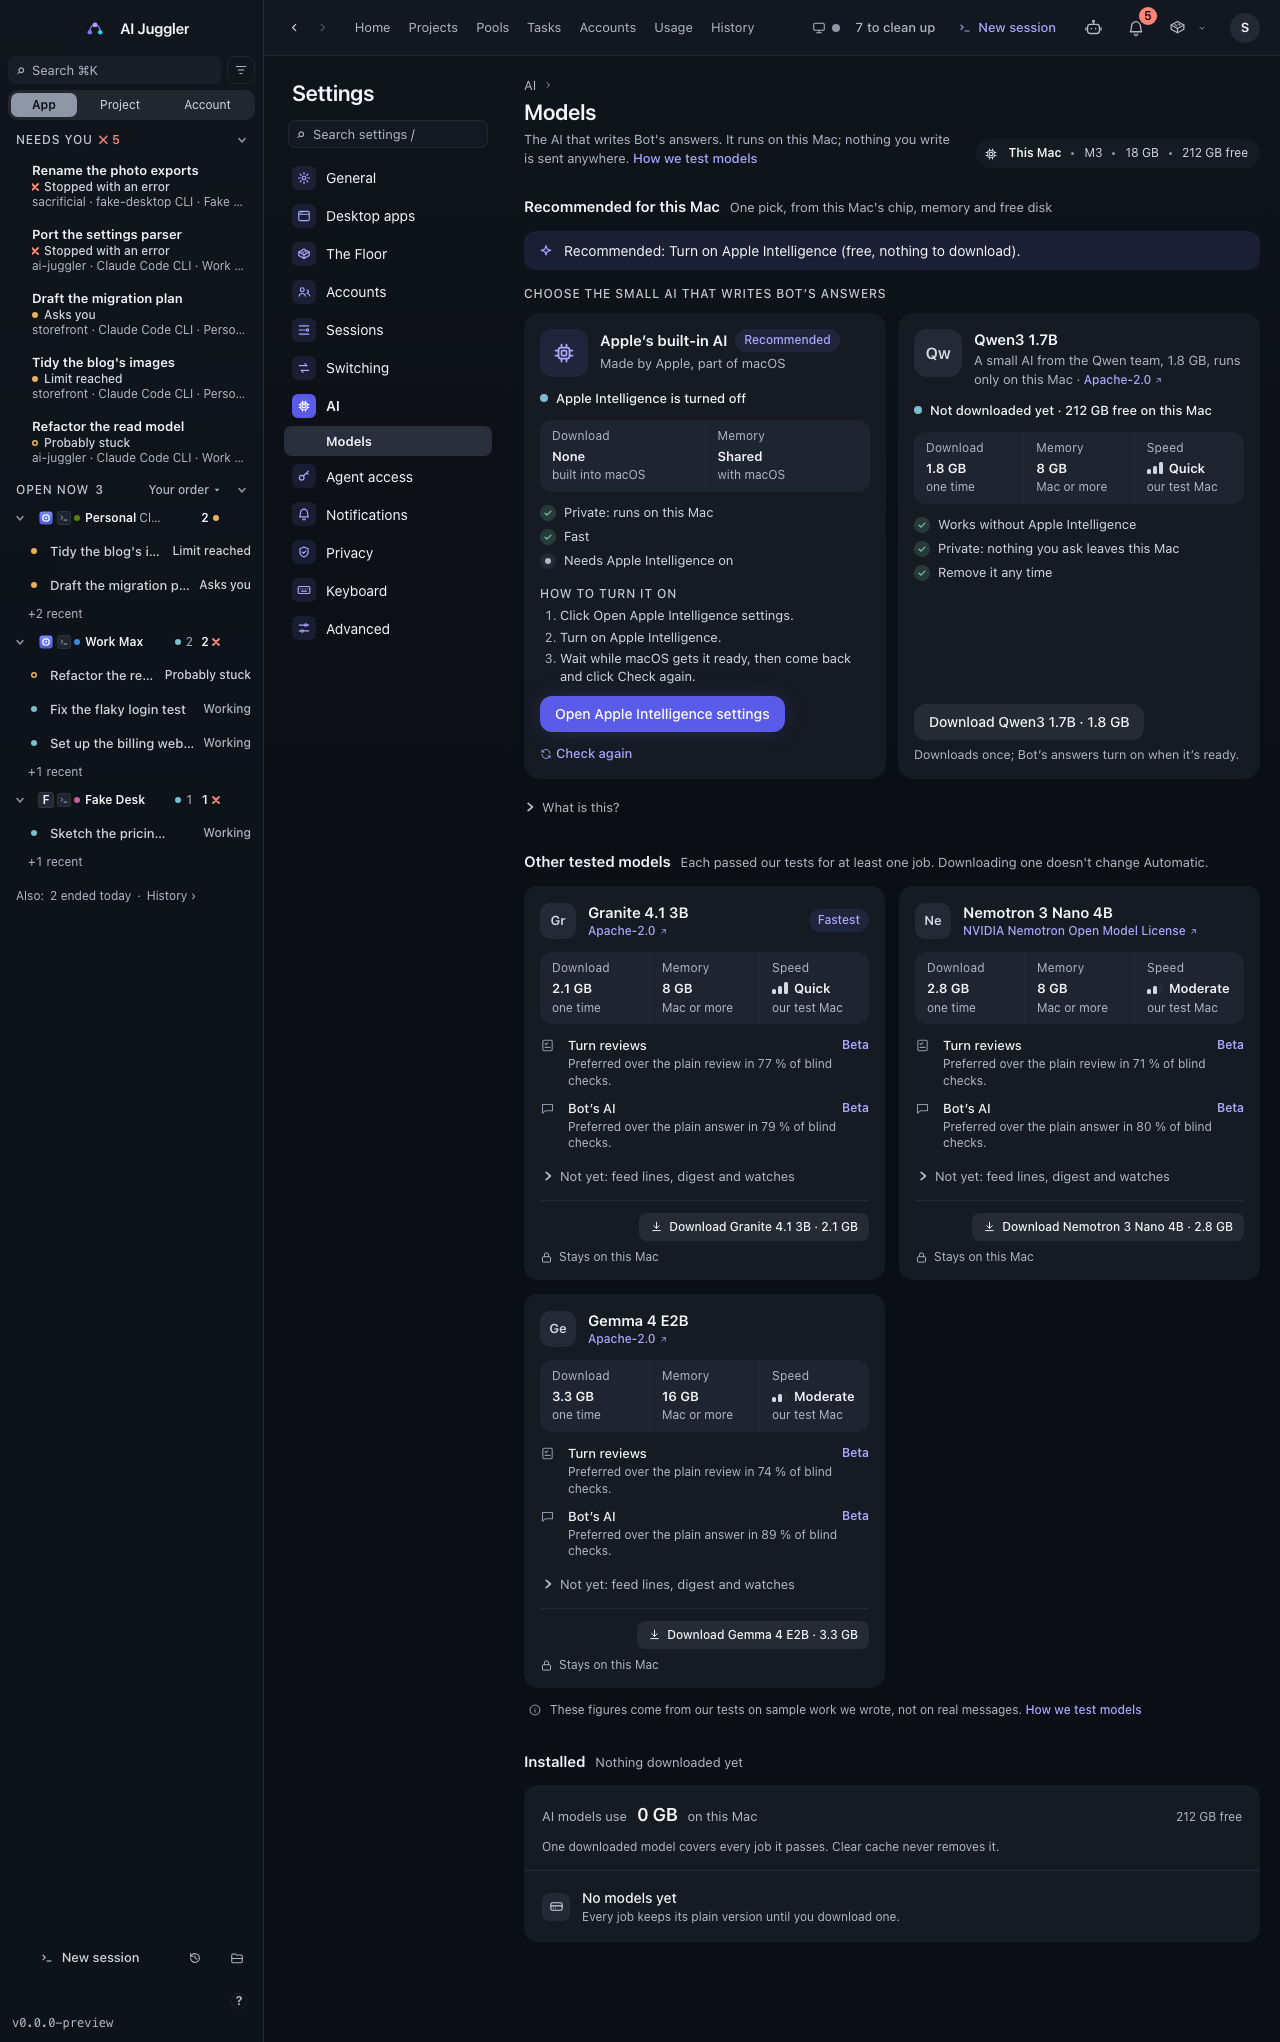 AI Juggler
Search ⌘K
App Project Account
NEEDS YOU 5
Rename the photo exports
Stopped with an error
sacrificial · fake-desktop CLI · Fake ...
Port the settings parser
Stopped with an error
ai-juggler · Claude Code CLI · Work ...
Draft the migration plan
Asks you
storefront · Claude Code CLI · Perso...
Tidy the blog's images
Limit reached
storefront · Claude Code CLI · Perso...
Refactor the read model
Probably stuck
ai-juggler · Claude Code CLI · Work ...
OPEN NOW 3 Your order
Personal Cl... 2
Tidy the blog's i... Limit reached
Draft the migration p... Asks you
+2 recent
Work Max 2 2
Refactor the re... Probably stuck
Fix the flaky login test Working
Set up the billing web... Working
+1 recent
F Fake Desk 1 1
Sketch the pricin... Working
+1 recent
Also: 2 ended today · History ›
New session
?
v0.0.0-preview
Home Projects Pools Tasks Accounts Usage History
7 to clean up
New session
5
S
Settings
Search settings /
General
Desktop apps
The Floor
Accounts
Sessions
Switching
AI
Models
Agent access
Notifications
Privacy
Keyboard
Advanced
AI ›
Models
The AI that writes Bot's answers. It runs on this Mac; nothing you write
is sent anywhere. How we test models
This Mac • M3 • 18 GB • 212 GB free
Recommended for this Mac One pick, from this Mac's chip, memory and free disk
Recommended: Turn on Apple Intelligence (free, nothing to download).
CHOOSE THE SMALL AI THAT WRITES BOT’S ANSWERS
Apple’s built-in AI Recommended
Made by Apple, part of macOS
Apple Intelligence is turned off
Download Memory
None Shared
built into macOS with macOS
Private: runs on this Mac
Fast
Needs Apple Intelligence on
HOW TO TURN IT ON
1. Click Open Apple Intelligence settings.
2. Turn on Apple Intelligence.
3. Wait while macOS gets it ready, then come back
and click Check again.
Open Apple Intelligence settings
Check again
Qw
Qwen3 1.7B
A small AI from the Qwen team, 1.8 GB, runs
only on this Mac · Apache-2.0 ↗
Not downloaded yet · 212 GB free on this Mac
Download Memory Speed
1.8 GB 8 GB Quick
one time Mac or more our test Mac
Works without Apple Intelligence
Private: nothing you ask leaves this Mac
Remove it any time
Download Qwen3 1.7B · 1.8 GB
Downloads once; Bot’s answers turn on when it’s ready.
What is this?
Other tested models Each passed our tests for at least one job. Downloading one doesn't change Automatic.
Gr
Granite 4.1 3B
Apache-2.0 ↗
Fastest
Download Memory Speed
2.1 GB 8 GB Quick
one time Mac or more our test Mac
Turn reviews Beta
Preferred over the plain review in 77 % of blind
checks.
Bot’s AI Beta
Preferred over the plain answer in 79 % of blind
checks.
Not yet: feed lines, digest and watches
Download Granite 4.1 3B · 2.1 GB
Stays on this Mac
Ne
Nemotron 3 Nano 4B
NVIDIA Nemotron Open Model License ↗
Download Memory Speed
2.8 GB 8 GB Moderate
one time Mac or more our test Mac
Turn reviews Beta
Preferred over the plain review in 71 % of blind
checks.
Bot’s AI Beta
Preferred over the plain answer in 80 % of blind
checks.
Not yet: feed lines, digest and watches
Download Nemotron 3 Nano 4B · 2.8 GB
Stays on this Mac
Ge
Gemma 4 E2B
Apache-2.0 ↗
Download Memory Speed
3.3 GB 16 GB Moderate
one time Mac or more our test Mac
Turn reviews Beta
Preferred over the plain review in 74 % of blind
checks.
Bot’s AI Beta
Preferred over the plain answer in 89 % of blind
checks.
Not yet: feed lines, digest and watches
Download Gemma 4 E2B · 3.3 GB
Stays on this Mac
These figures come from our tests on sample work we wrote, not on real messages. How we test models
Installed Nothing downloaded yet
AI models use 0 GB on this Mac 212 GB free
One downloaded model covers every job it passes. Clear cache never removes it.
No models yet
Every job keeps its plain version until you download one.